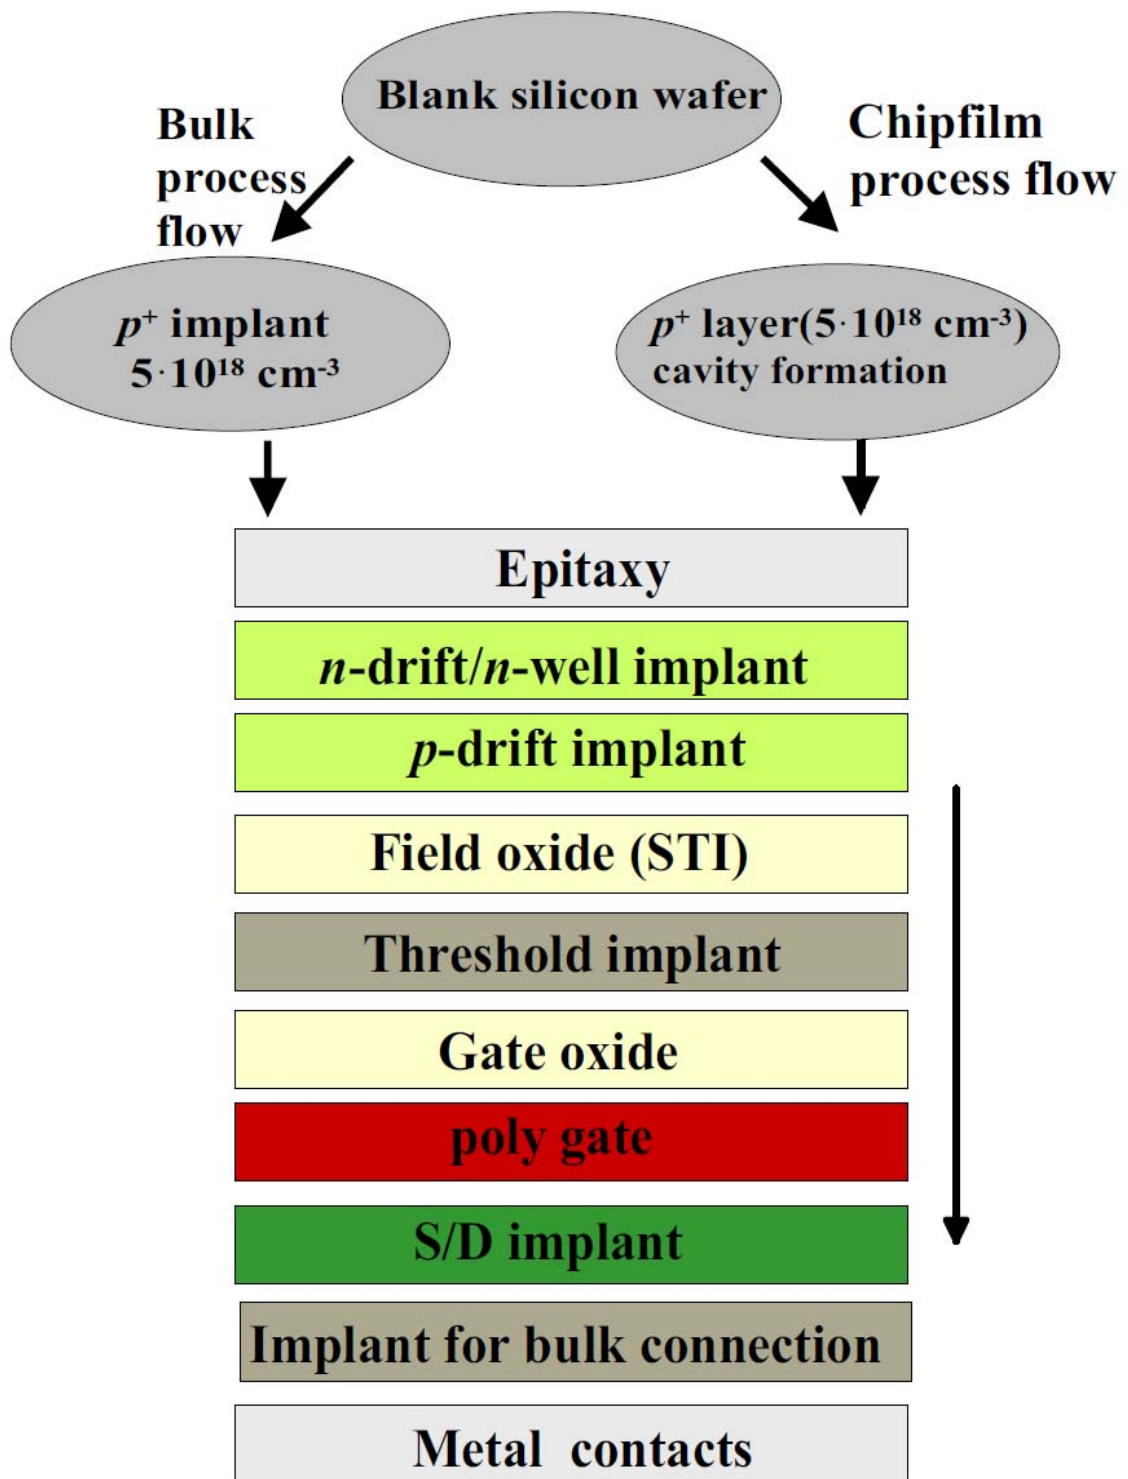 Blank silicon wafer
Bulk
process
flow
Chipfilm
process flow
p⁺ implant
5·10¹⁸ cm⁻³
p⁺ layer(5·10¹⁸ cm⁻³)
cavity formation
Epitaxy
n-drift/n-well implant
p-drift implant
Field oxide (STI)
Threshold implant
Gate oxide
poly gate
S/D implant
Implant for bulk connection
Metal contacts